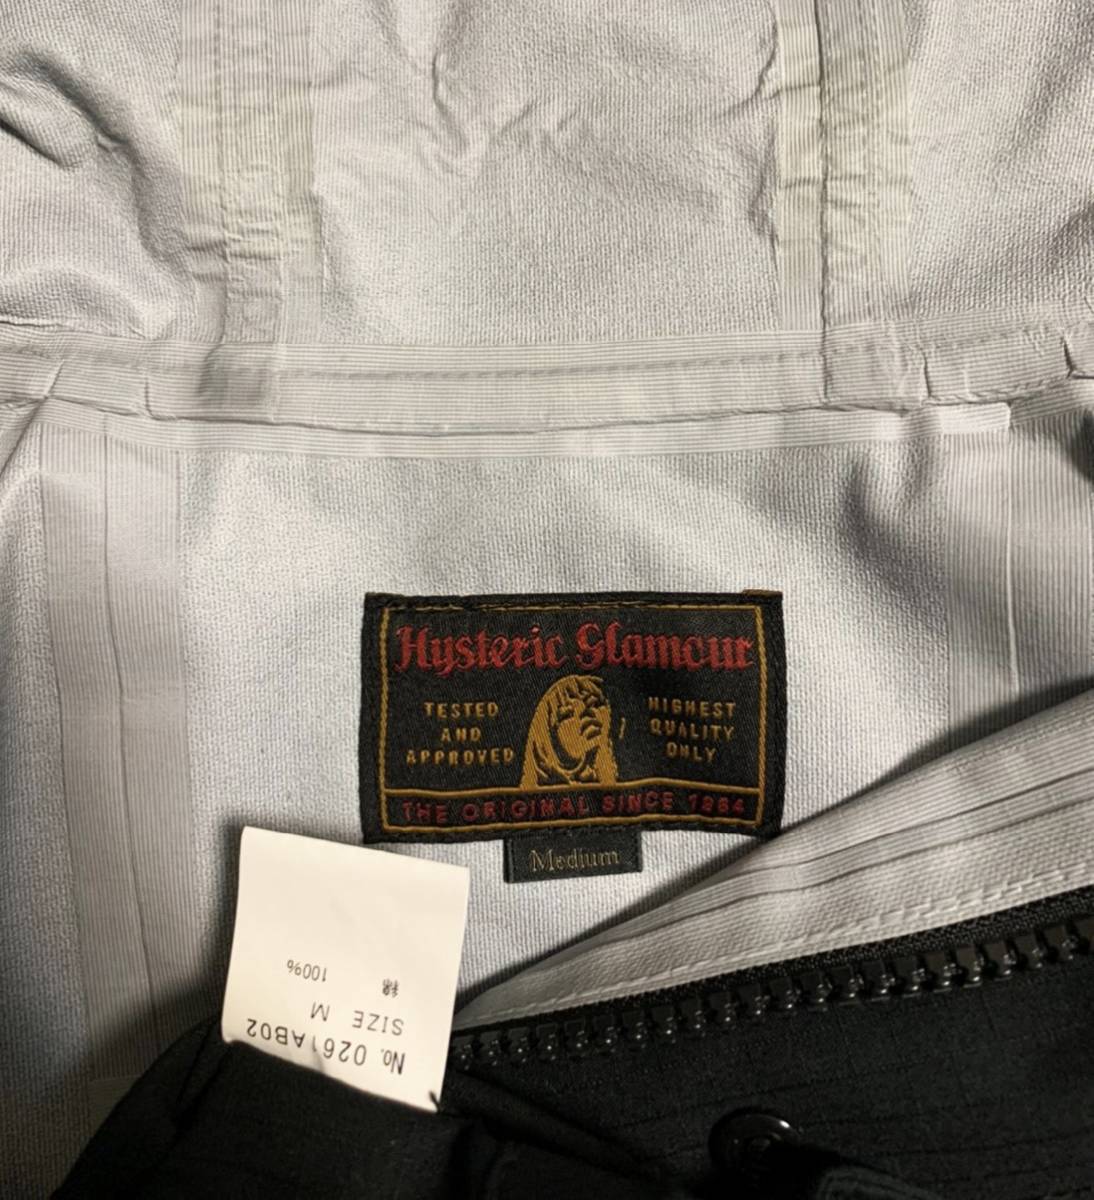 Hysteric Glamour
TESTED
AND
APPROVED
HIGHEST
QUALITY
ONLY
THE ORIGINAL SINCE 1984
Medium
No. 0261AB02
SIZE M
綿 100%